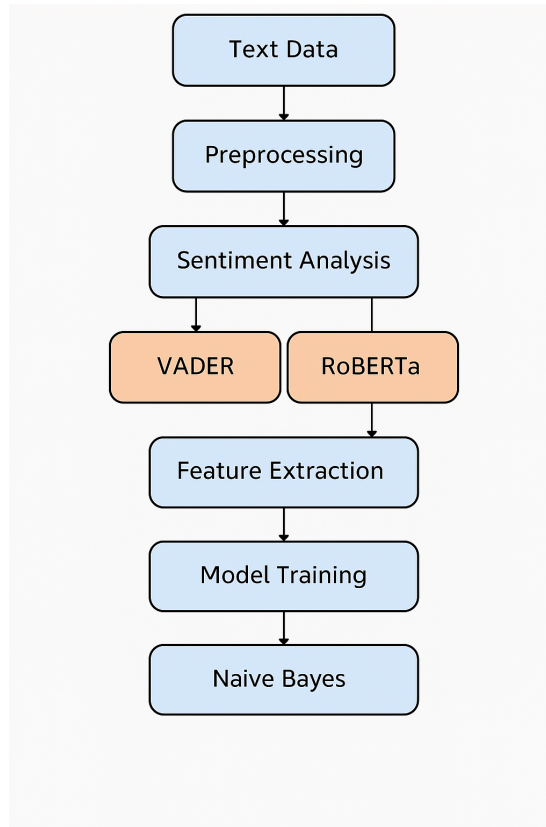 Text Data
Preprocessing
Sentiment Analysis
VADER
RoBERTa
Feature Extraction
Model Training
Naive Bayes